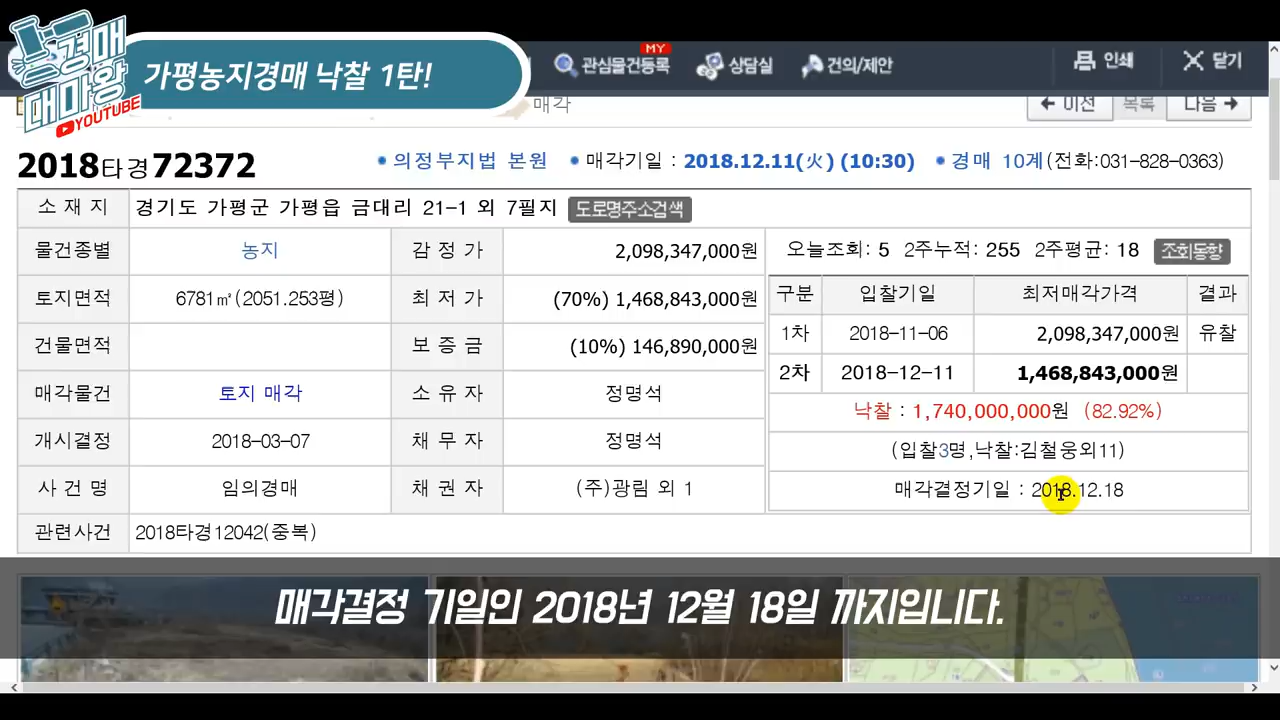 경매
매마왕
YOUTUBE
가평농지경매 낙찰 1탄!
MY
관심물건등록
상담실
건의/제안
인쇄
닫기
매각
이전
목록
다음
2018타경72372
의정부지법 본원
매각기일 : 2018.12.11(火) (10:30)
경매 10계(전화:031-828-0363)
소 재 지
경기도 가평군 가평읍 금대리 21-1 외 7필지
도로명주소검색
물건종별
농지
감 정 가
2,098,347,000원
오늘조회: 5 2주누적: 255 2주평균: 18
조회동향
토지면적
6781㎡(2051.253평)
최 저 가
(70%) 1,468,843,000원
구분
입찰기일
최저매각가격
결과
건물면적
보 증 금
(10%) 146,890,000원
1차
2018-11-06
2,098,347,000원
유찰
2차
2018-12-11
1,468,843,000원
매각물건
토지 매각
소 유 자
정명석
낙찰 : 1,740,000,000원 (82.92%)
개시결정
2018-03-07
채 무 자
정명석
(입찰3명,낙찰:김철웅외11)
사 건 명
임의경매
채 권 자
(주)광림 외 1
매각결정기일 : 2018.12.18
관련사건
2018타경12042(중복)
매각결정 기일인 2018년 12월 18일 까지입니다.